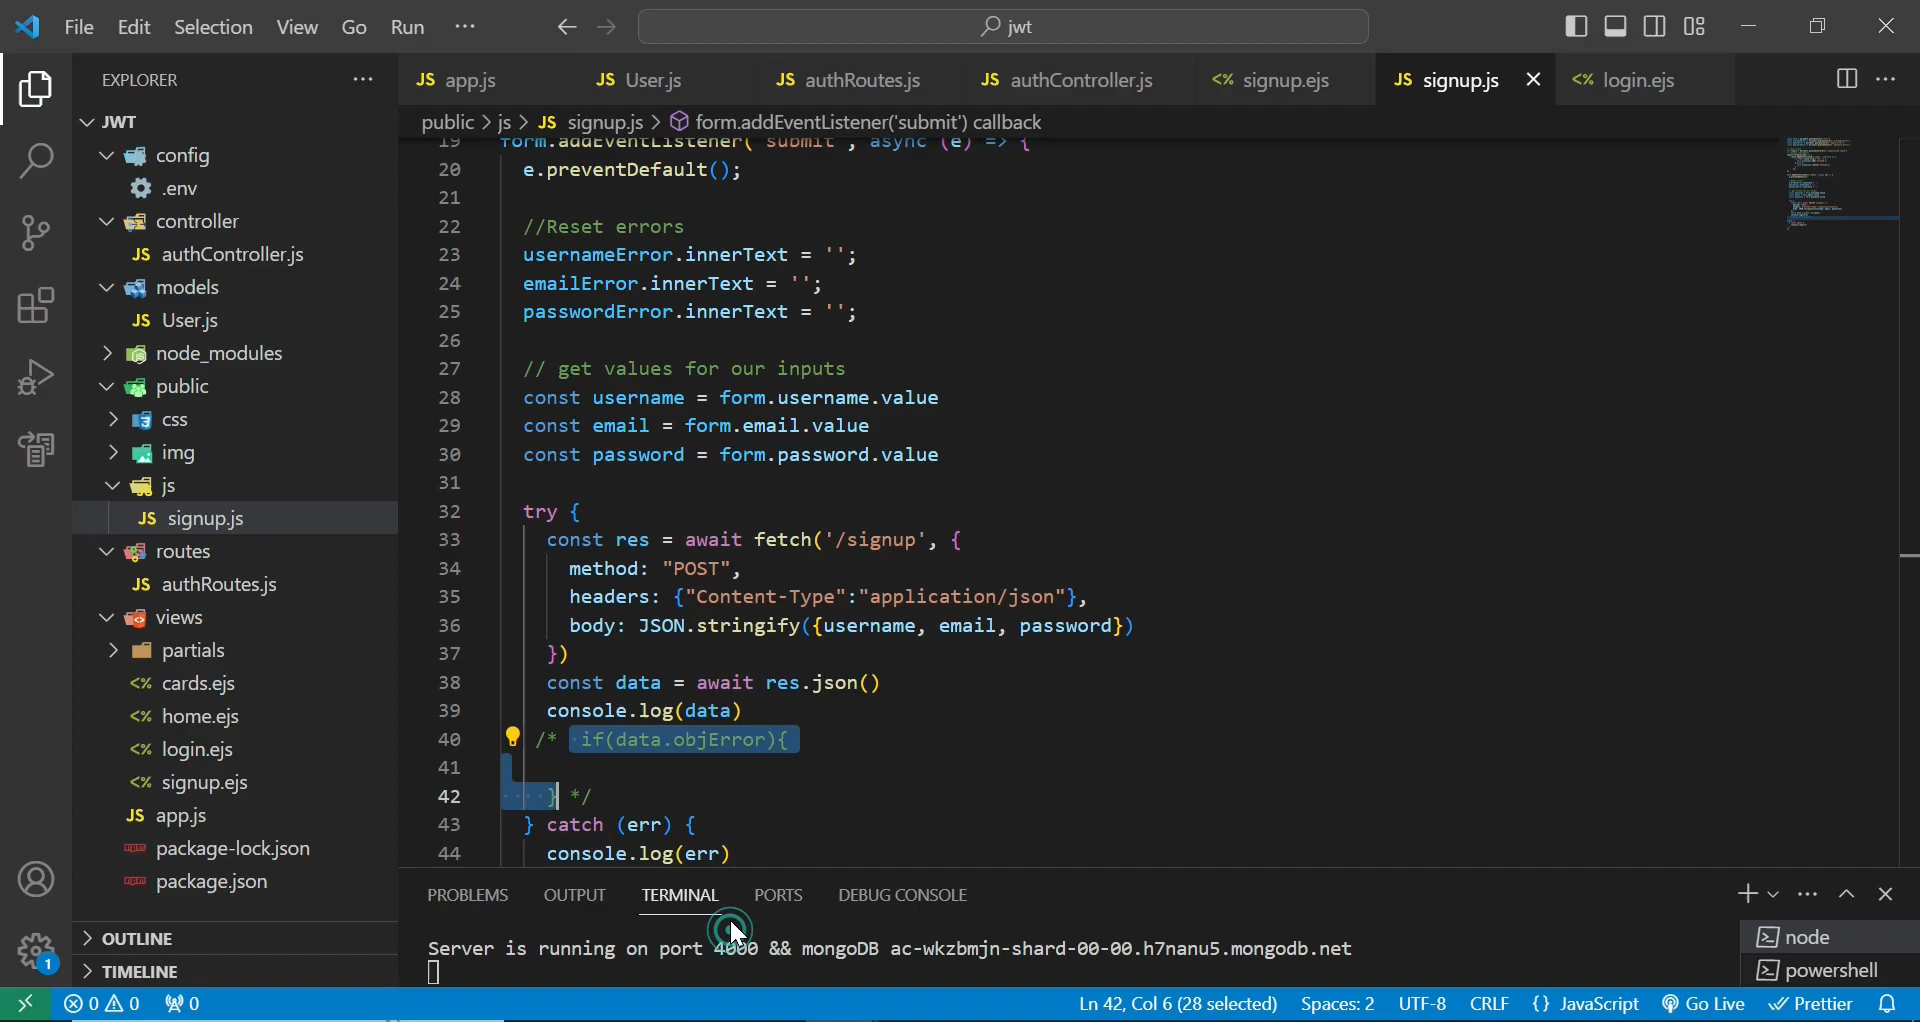 File Edit Selection View Go Run ···
jwt
EXPLORER
JWT
config
.env
controller
JS authController.js
models
JS User.js
node_modules
public
css
img
js
JS signup.js
routes
JS authRoutes.js
views
partials
<% cards.ejs
<% home.ejs
<% login.ejs
<% signup.ejs
JS app.js
package-lock.json
package.json
OUTLINE
TIMELINE
JS app.js JS User.js JS authRoutes.js JS authController.js <% signup.ejs JS signup.js <% login.ejs
public > js > JS signup.js > form.addEventListener('submit') callback
19 form.addEventListener('submit', async (e) => {
20 e.preventDefault();
21
22 //Reset errors
23 usernameError.innerText = '';
24 emailError.innerText = '';
25 passwordError.innerText = '';
26
27 // get values for our inputs
28 const username = form.username.value
29 const email = form.email.value
30 const password = form.password.value
31
32 try {
33 const res = await fetch('/signup', {
34 method: "POST",
35 headers: {"Content-Type":"application/json"},
36 body: JSON.stringify({username, email, password})
37 })
38 const data = await res.json()
39 console.log(data)
40 /* if(data.objError){
41
42 } */
43 } catch (err) {
44 console.log(err)
PROBLEMS OUTPUT TERMINAL PORTS DEBUG CONSOLE
Server is running on port 4000 && mongoDB ac-wkzbmjn-shard-00-00.h7nanu5.mongodb.net
node
powershell
1
0 0 0 Ln 42, Col 6 (28 selected) Spaces: 2 UTF-8 CRLF {} JavaScript Go Live Prettier